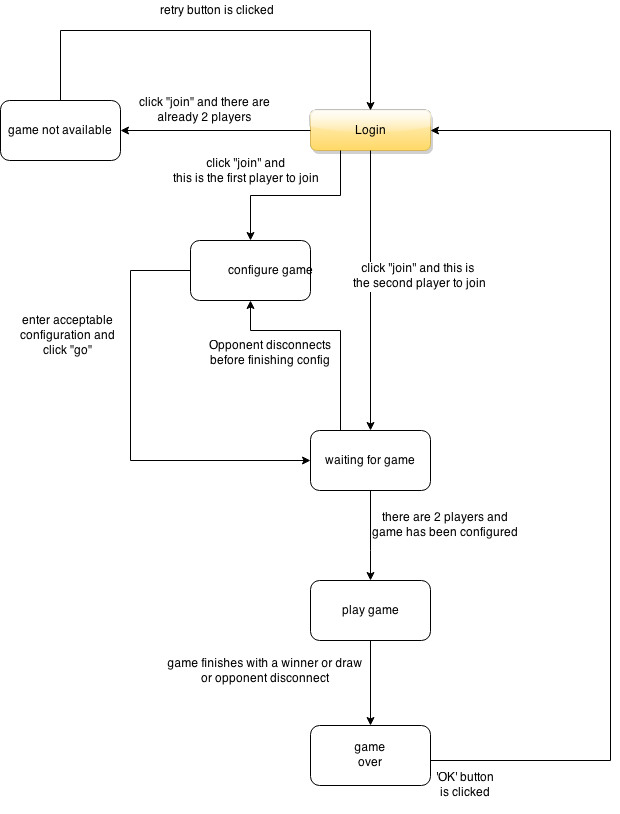 retry button is clicked
click "join" and there are
already 2 players
game not available
Login
click "join" and
this is the first player to join
configure game
click "join" and this is
the second player to join
enter acceptable
configuration and
click "go"
Opponent disconnects
before finishing config
waiting for game
there are 2 players and
game has been configured
play game
game finishes with a winner or draw
or opponent disconnect
game
over
'OK' button
is clicked